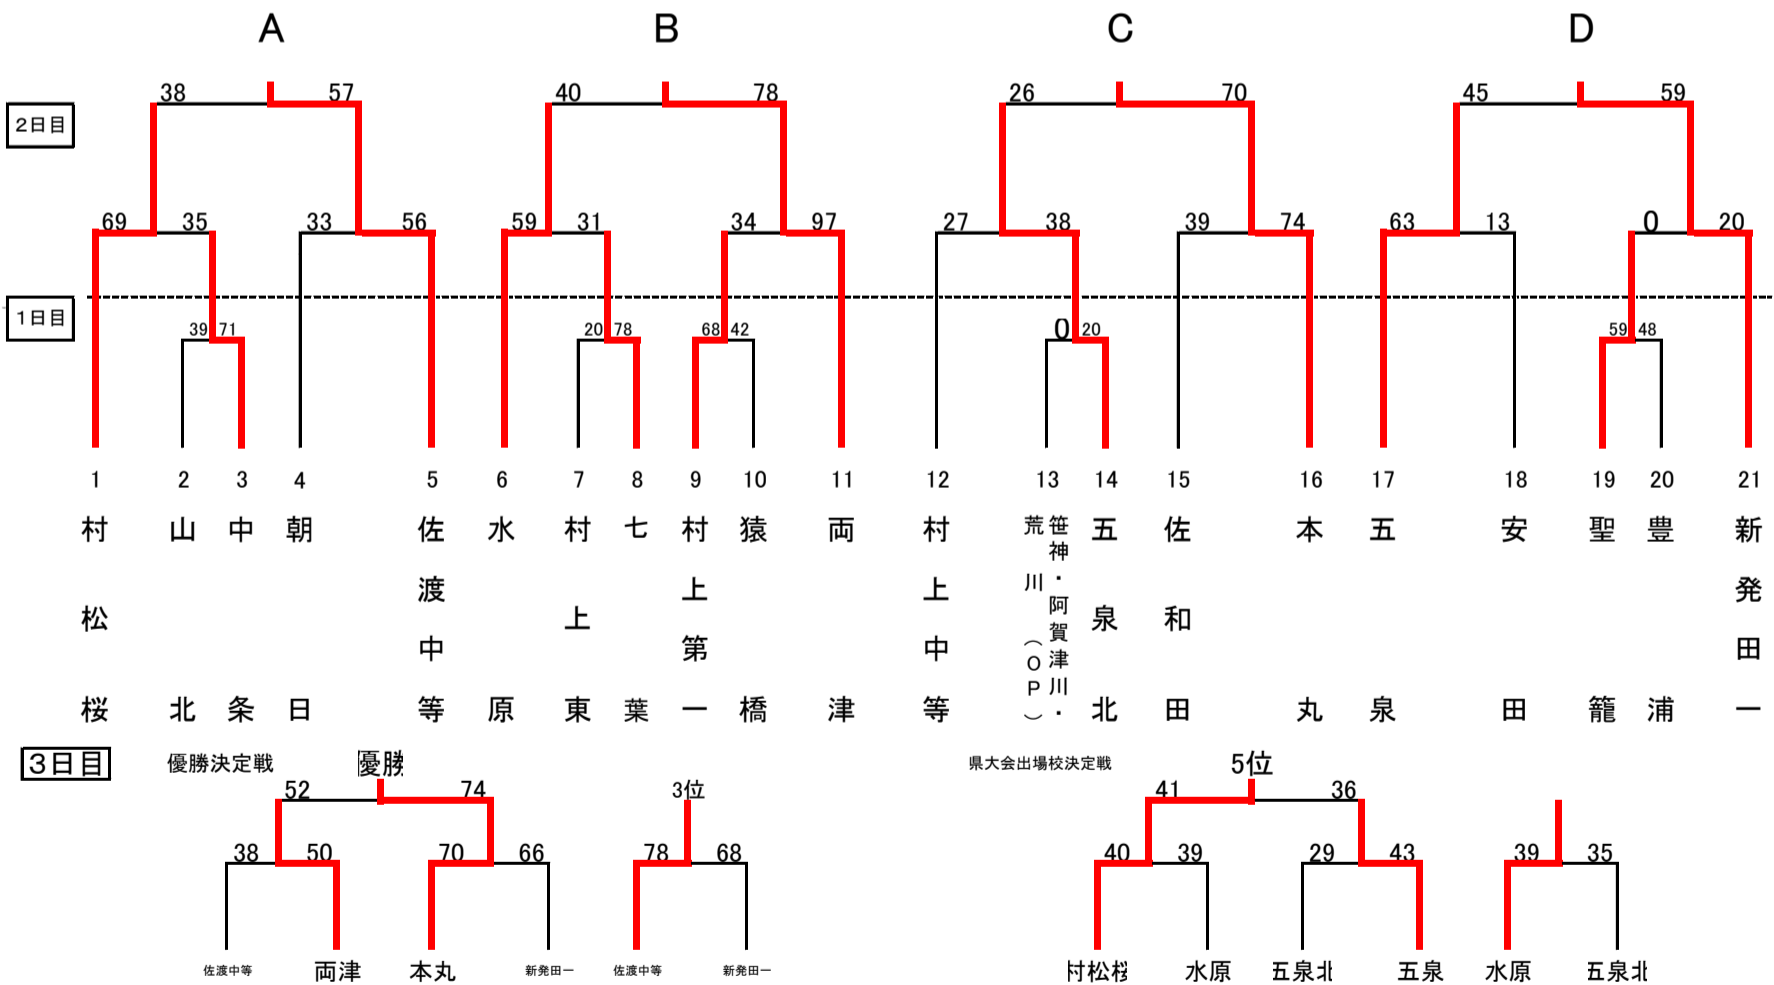 A B C D
38 57 40 78 26 70 45 59
2日目
69 35 33 56 59 31 34 97 27 38 39 74 63 13 0 20
1日目
39 71 20 78 68 42 0 20 59 48
1 2 3 4 5 6 7 8 9 10 11 12 13 14 15 16 17 18 19 20 21
村松桜
山北
中条
朝日
佐渡中等
水原
村上東
七葉
村上第一
猿橋
両津
村上中等
笹神・阿賀津川・
荒川(OP)
五泉北
佐和田
本丸
五泉
安田
聖籠
豊浦
新発田一
3日目
優勝決定戦 優勝 3位 県大会出場校決定戦 5位
52 74 41 36
38 50 70 66 78 68 40 39 29 43 39 35
佐渡中等 両津 本丸 新発田一 佐渡中等 新発田一 村松桜 水原 五泉北 五泉 水原 五泉北